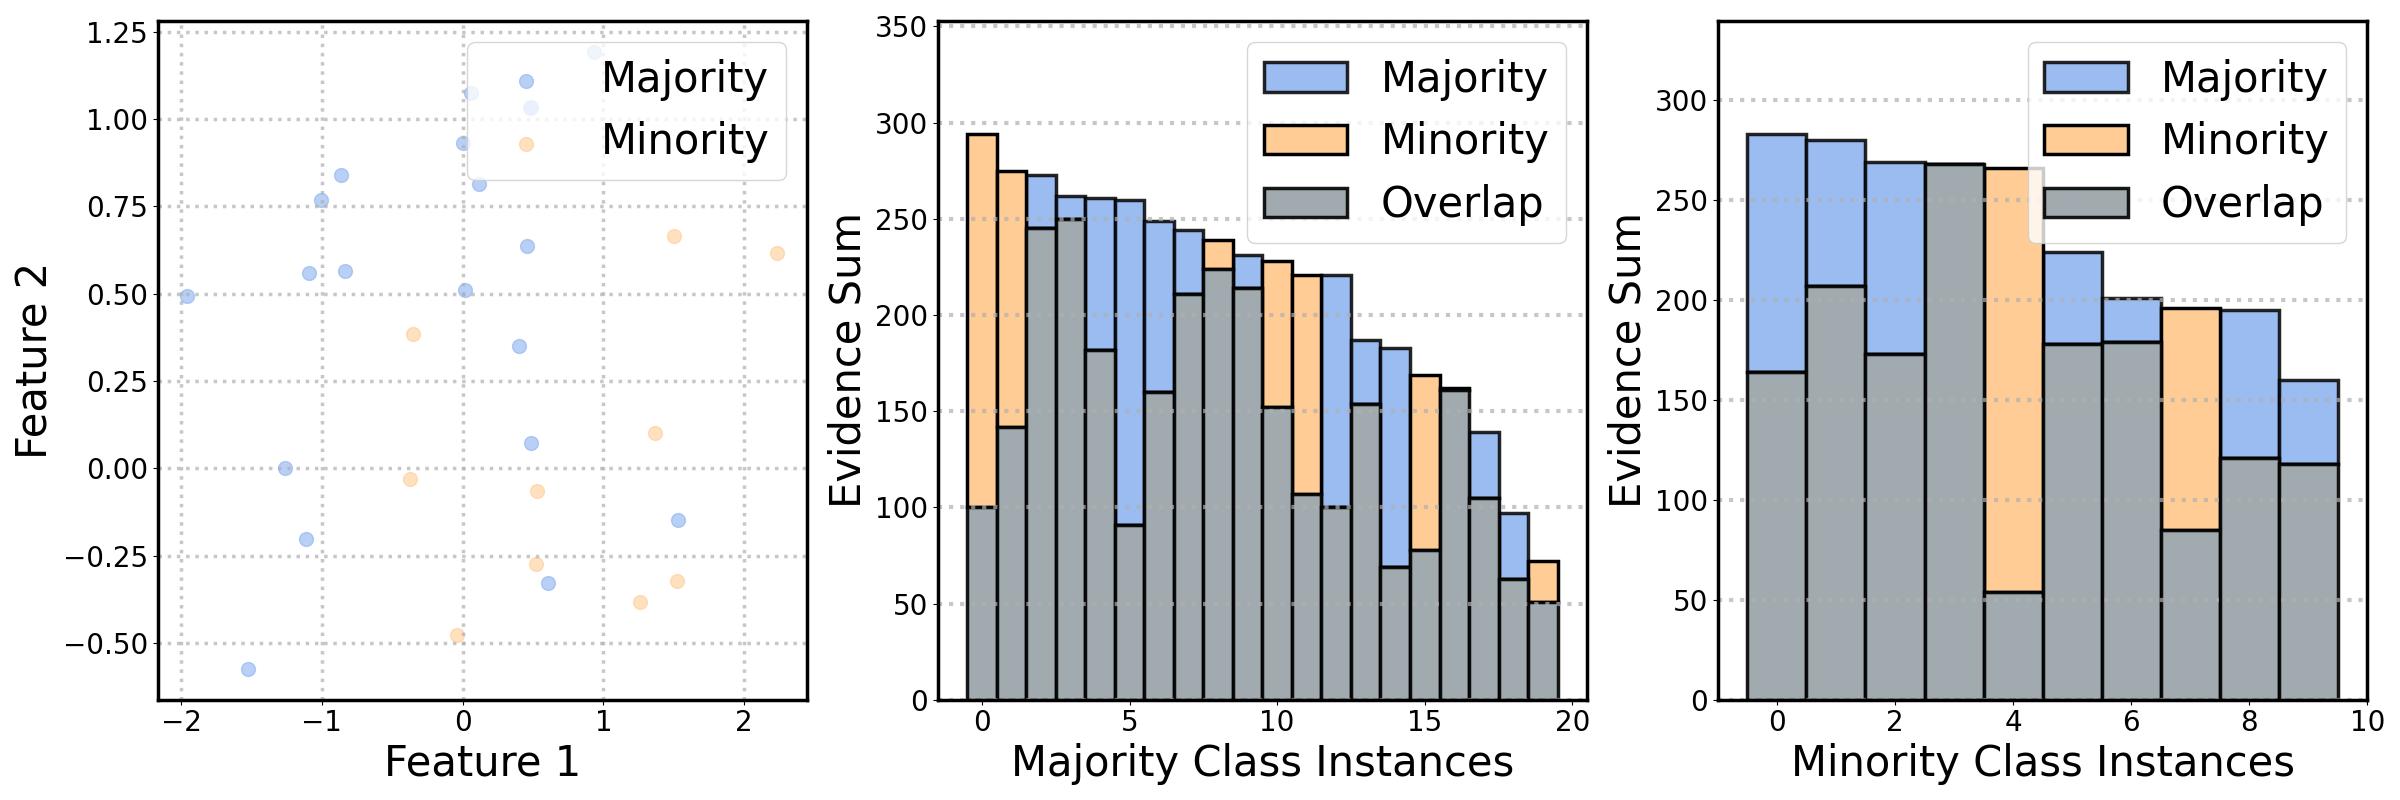 1.25
1.00
0.75
0.50
0.25
0.00
−0.25
−0.50
−2
−1
0
1
2
Feature 1
Feature 2
Majority
Minority
350
300
250
200
150
100
50
0
0
5
10
15
20
Majority Class Instances
Evidence Sum
Majority
Minority
Overlap
300
250
200
150
100
50
0
0
2
4
6
8
10
Minority Class Instances
Evidence Sum
Majority
Minority
Overlap